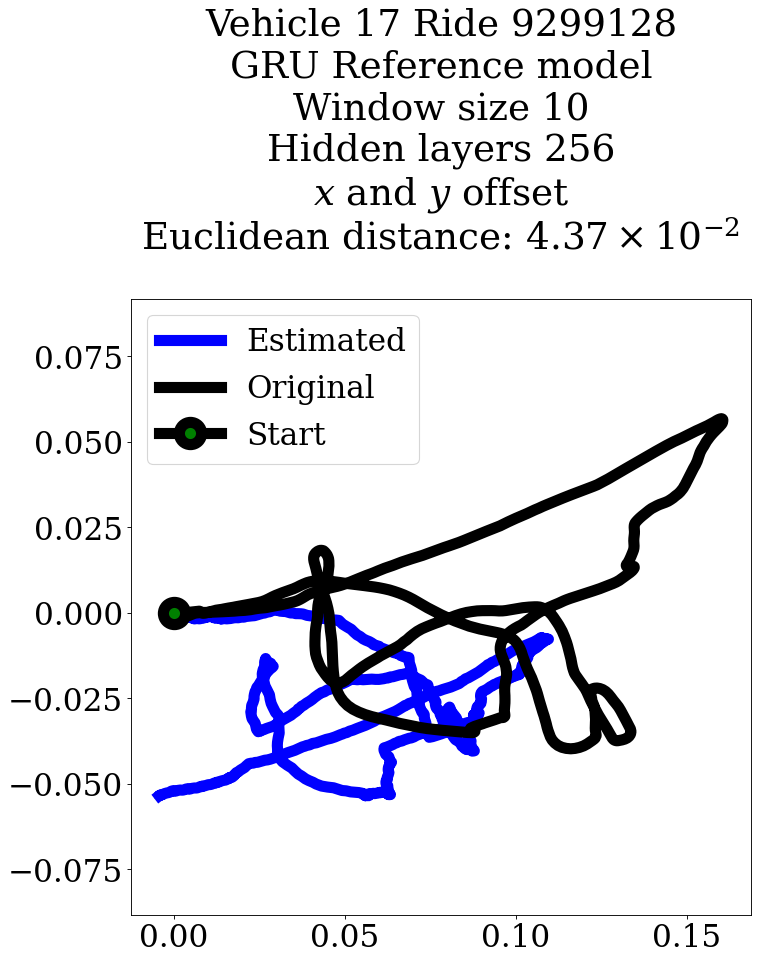 Vehicle 17 Ride 9299128
GRU Reference model
Window size 10
Hidden layers 256
x and y offset
Euclidean distance: 4.37 × 10⁻²
Estimated
Original
Start
0.075
0.050
0.025
0.000
−0.025
−0.050
−0.075
0.00 0.05 0.10 0.15